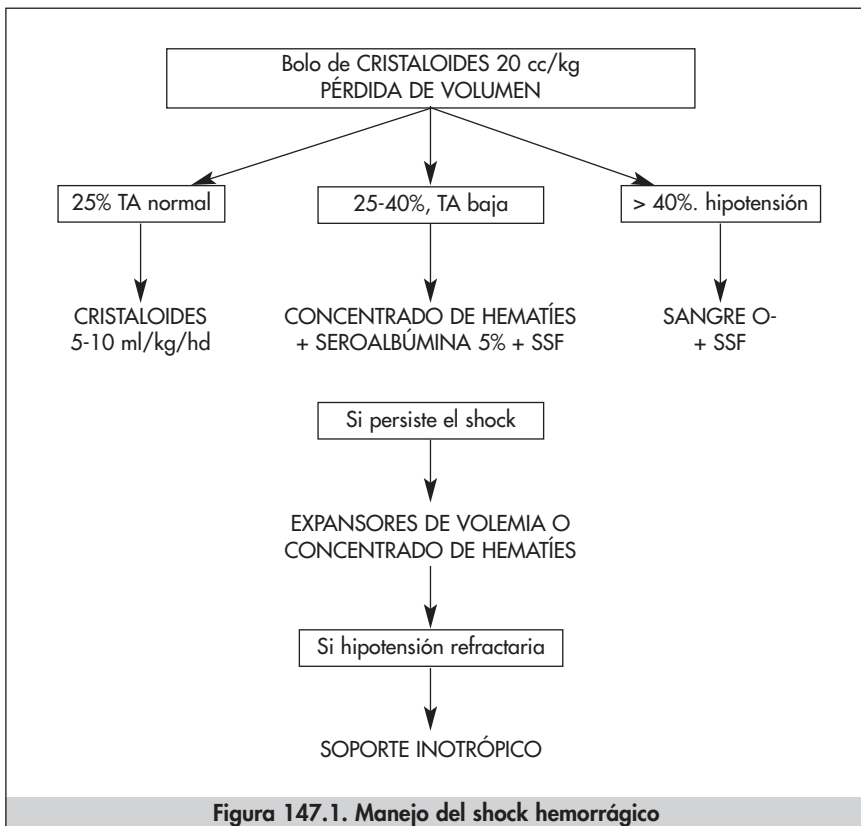 Bolo de CRISTALOIDES 20 cc/kg
PÉRDIDA DE VOLUMEN
25% TA normal
25-40%, TA baja
> 40%. hipotensión
CRISTALOIDES
5-10 ml/kg/hd
CONCENTRADO DE HEMATÍES
+ SEROALBÚMINA 5% + SSF
SANGRE O-
+ SSF
Si persiste el shock
EXPANSORES DE VOLEMIA O
CONCENTRADO DE HEMATÍES
Si hipotensión refractaria
SOPORTE INOTRÓPICO
Figura 147.1. Manejo del shock hemorrágico